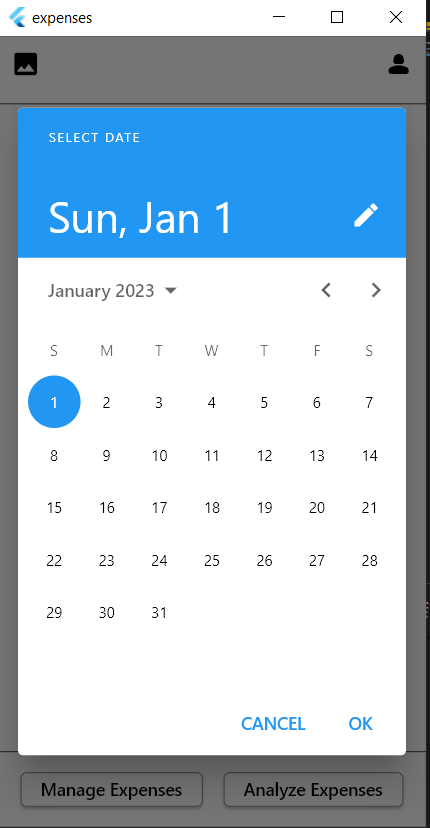 expenses
SELECT DATE
Sun, Jan 1
January 2023
S M T W T F S
1 2 3 4 5 6 7
8 9 10 11 12 13 14
15 16 17 18 19 20 21
22 23 24 25 26 27 28
29 30 31
CANCEL OK
Manage Expenses Analyze Expenses